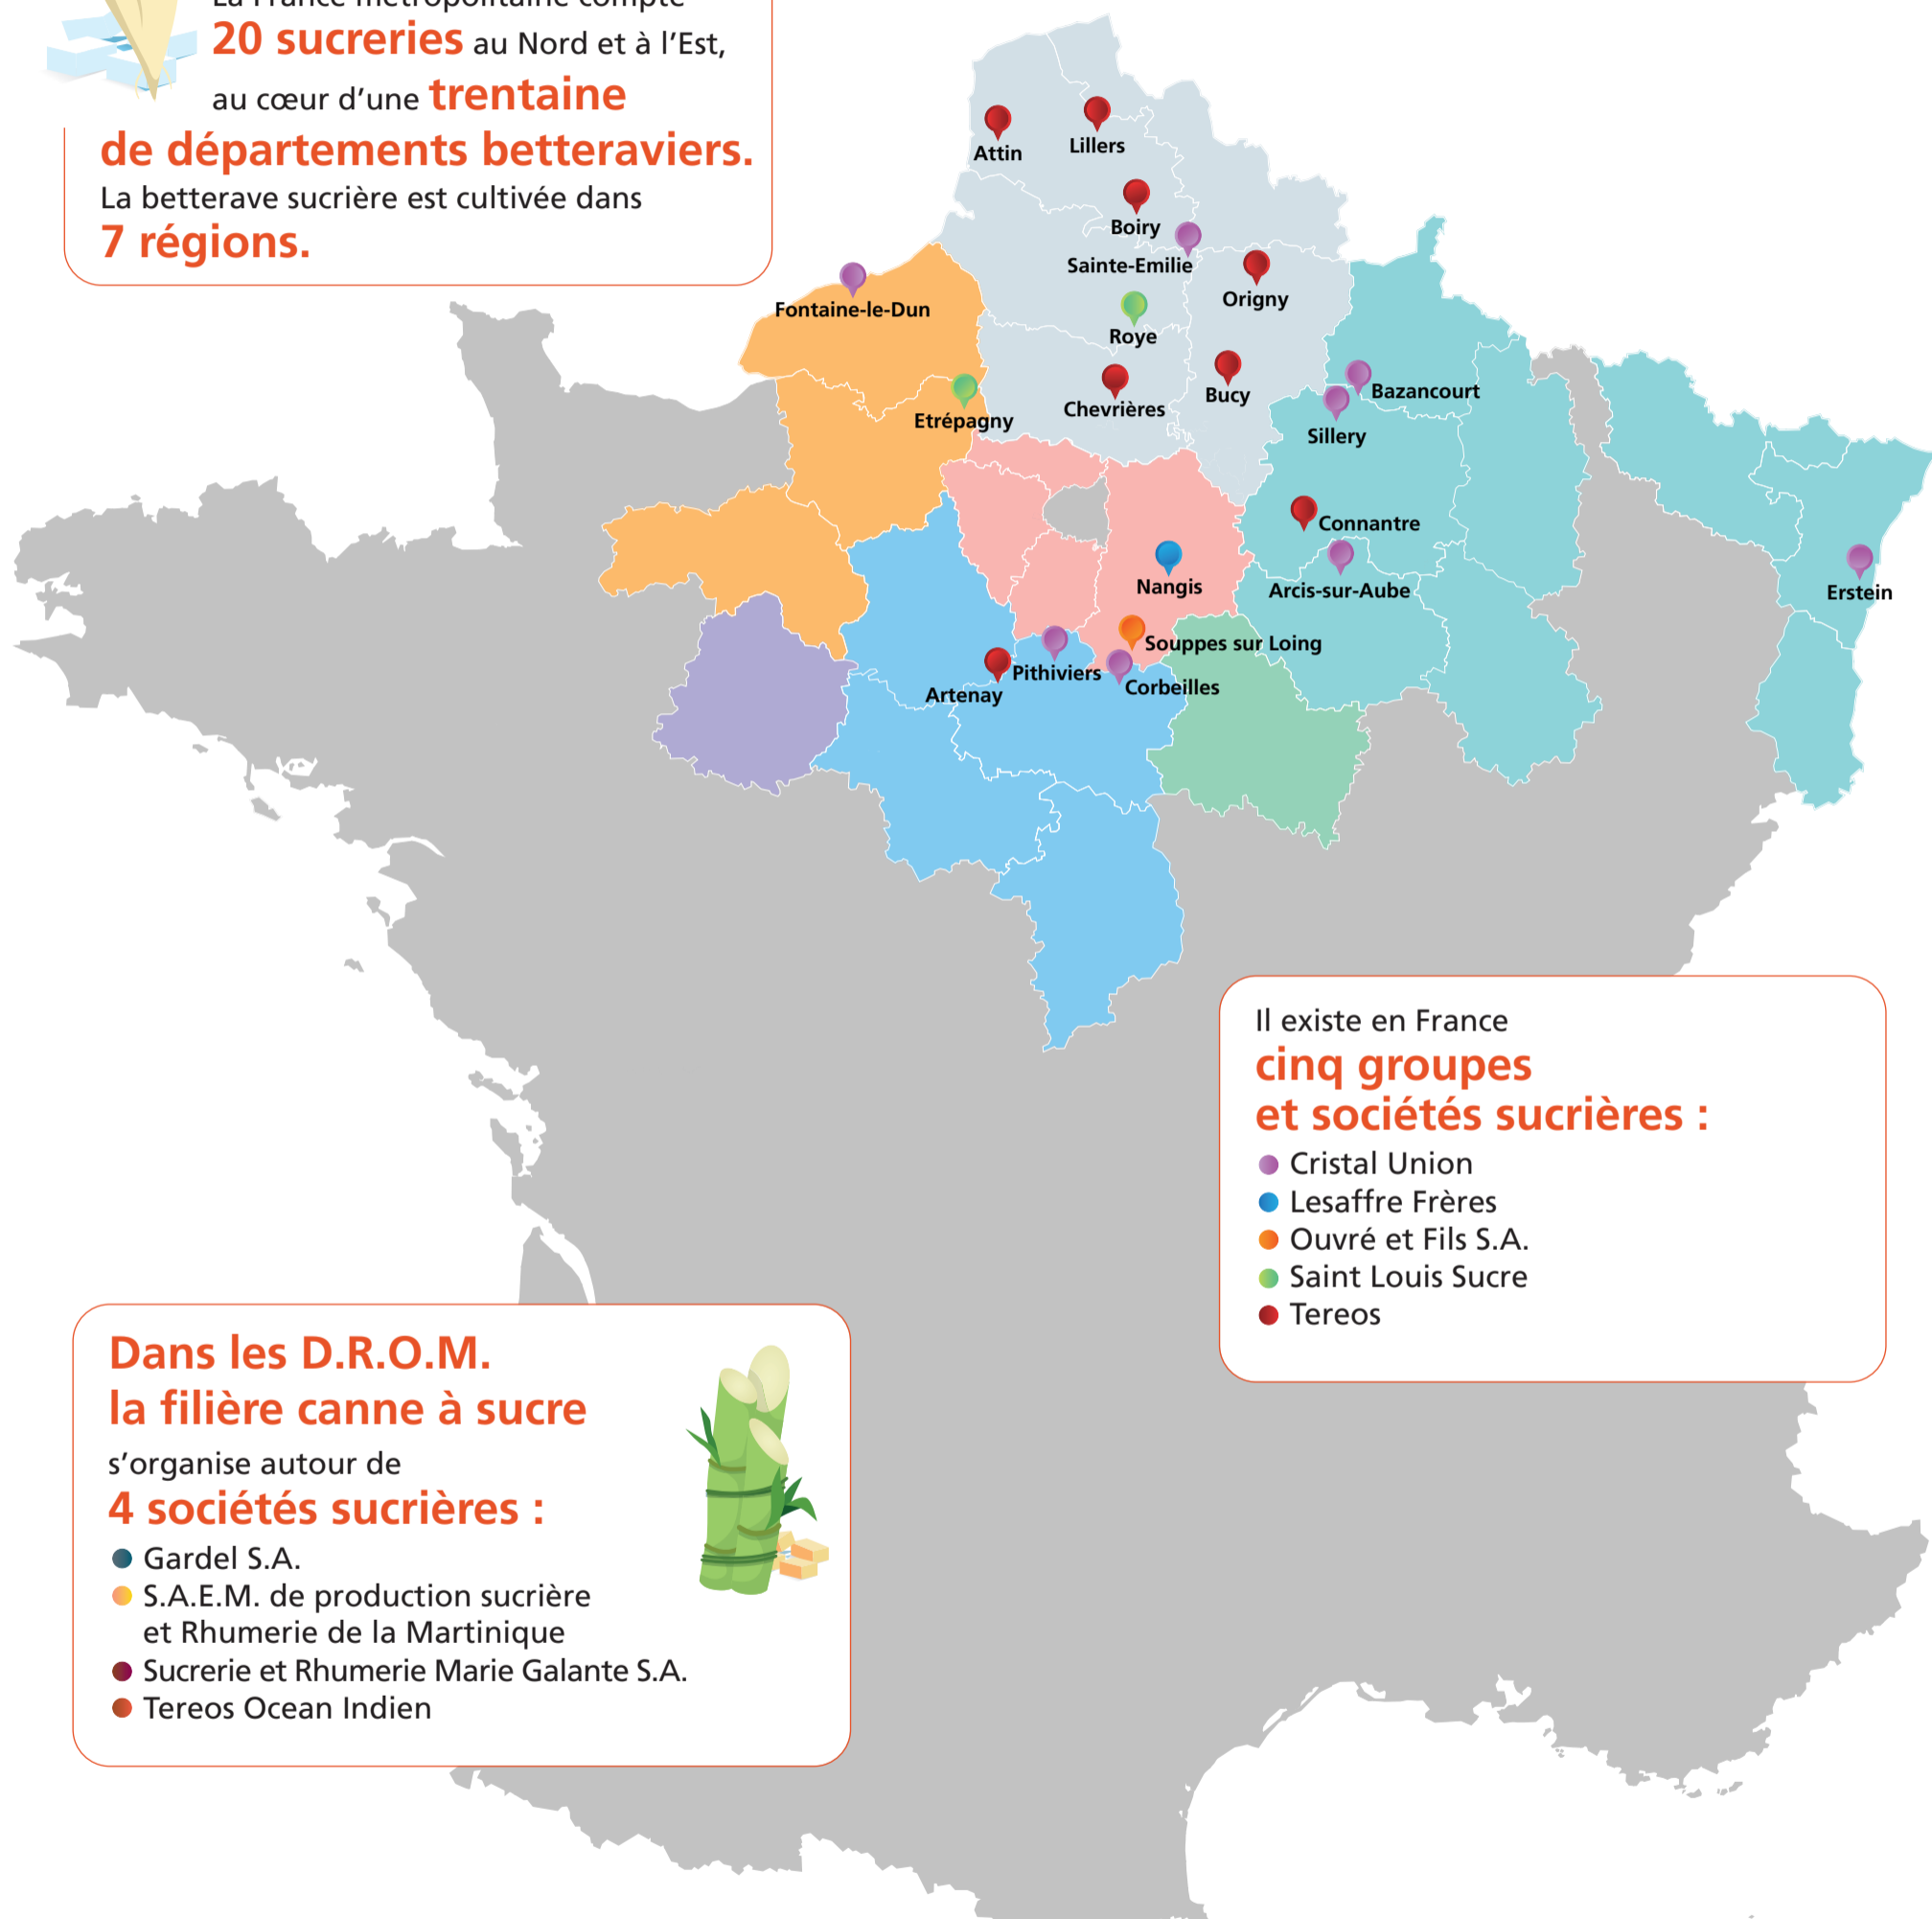 La France métropolitaine compte
20 sucreries au Nord et à l’Est,
au cœur d’une trentaine
de départements betteraviers.
La betterave sucrière est cultivée dans
7 régions.
Attin
Lillers
Boiry
Sainte-Emilie
Origny
Fontaine-le-Dun
Roye
Etrépagny
Chevrières
Bucy
Bazancourt
Sillery
Connantre
Nangis
Arcis-sur-Aube
Erstein
Souppes sur Loing
Pithiviers
Artenay
Corbeilles
Il existe en France
cinq groupes
et sociétés sucrières :
Cristal Union
Lesaffre Frères
Ouvré et Fils S.A.
Saint Louis Sucre
Tereos
Dans les D.R.O.M.
la filière canne à sucre
s’organise autour de
4 sociétés sucrières :
Gardel S.A.
S.A.E.M. de production sucrière
et Rhumerie de la Martinique
Sucrerie et Rhumerie Marie Galante S.A.
Tereos Ocean Indien